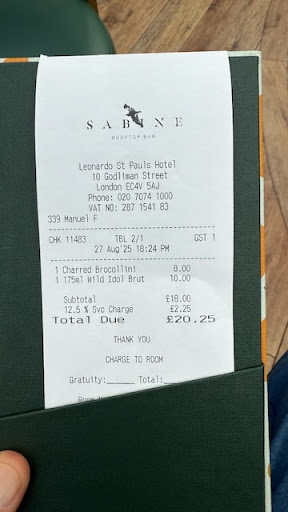 SABINE
ROOFTOP BAR
Leonardo St Pauls Hotel
10 Godliman Street
London EC4V 5AJ
Phone: 020 7074 1000
VAT NO: 287 1541 83
339 Manuel F
CHK 11483 TBL 2/1 GST 1
27 Aug'25 18:24 PM
1 Charred Brocollini 8.00
1 175ml Wild Idol Brut 10.00
Subtotal £18.00
12.5 % Svc Charge £2.25
Total Due £20.25
THANK YOU
CHARGE TO ROOM
Gratuity:______ Total:______